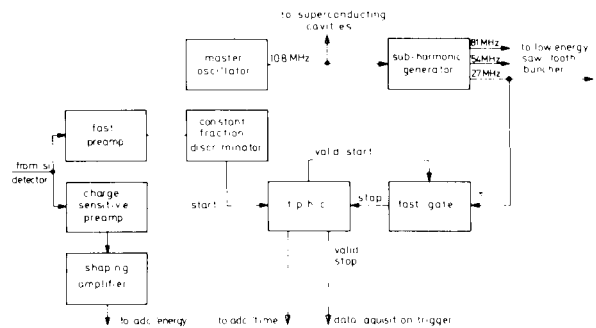 to superconducting
cavities
master
oscillator
108 MHz
sub-harmonic
generator
81 MHz
54 MHz
27 MHz
to low energy
saw tooth
buncher
fast
preamp
constant
fraction
discriminator
valid start
from si
detector
charge
sensitive
preamp
start
t p h c
stop
fast gate
valid
stop
shaping
amplifier
to adc energy
to adc time
data aquisition trigger